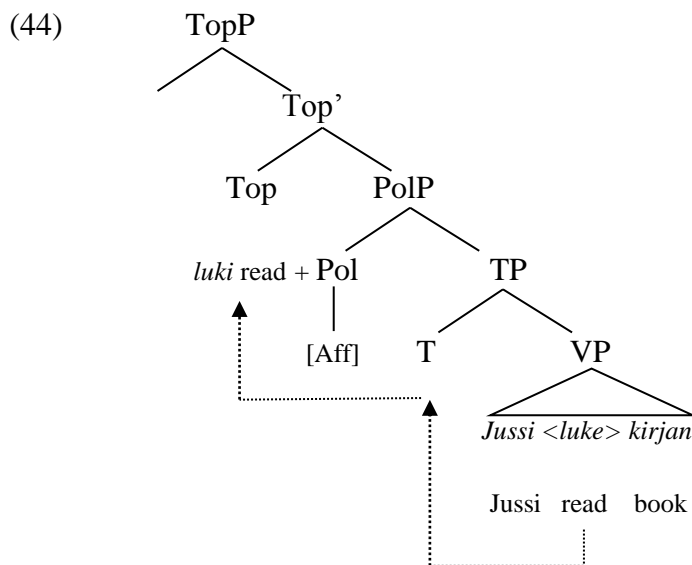 (44) TopP
Top’
Top PolP
luki read + Pol TP
[Aff] T VP
Jussi <luke> kirjan
Jussi read book